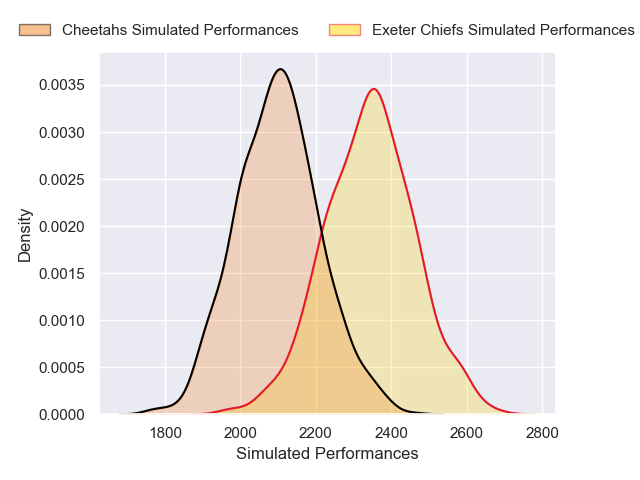 Cheetahs Simulated Performances Exeter Chiefs Simulated Performances
0.0035
0.0030
0.0025
0.0020
0.0015
0.0010
0.0005
0.0000
Density
1800 2000 2200 2400 2600 2800
Simulated Performances